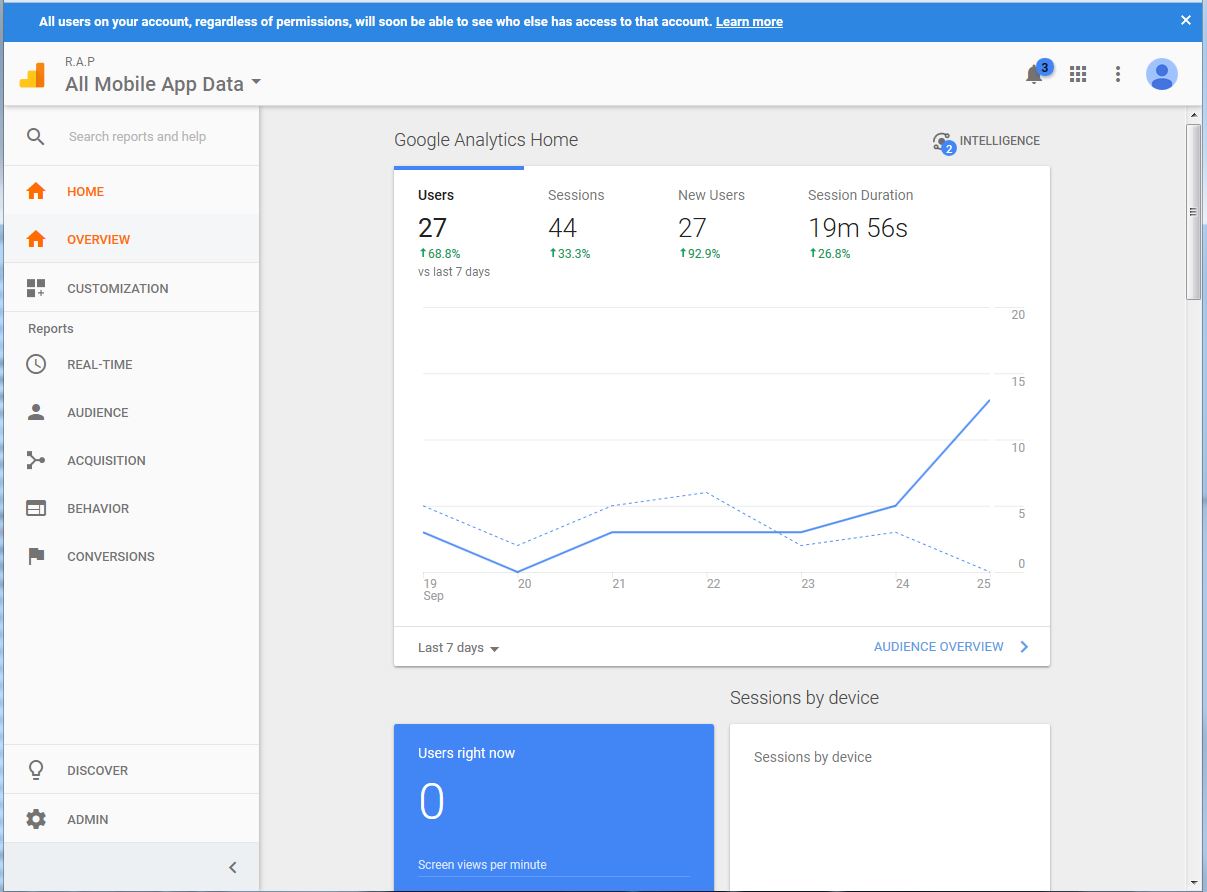 All users on your account, regardless of permissions, will soon be able to see who else has access to that account. Learn more
R.A.P
All Mobile App Data
3
Search reports and help
HOME
OVERVIEW
CUSTOMIZATION
Reports
REAL-TIME
AUDIENCE
ACQUISITION
BEHAVIOR
CONVERSIONS
DISCOVER
ADMIN
Google Analytics Home
2 INTELLIGENCE
Users Sessions New Users Session Duration
27 44 27 19m 56s
68.8% 33.3% 92.9% 26.8%
vs last 7 days
20
15
10
5
0
19 20 21 22 23 24 25
Sep
Last 7 days AUDIENCE OVERVIEW
Sessions by device
Users right now
0
Screen views per minute
Sessions by device